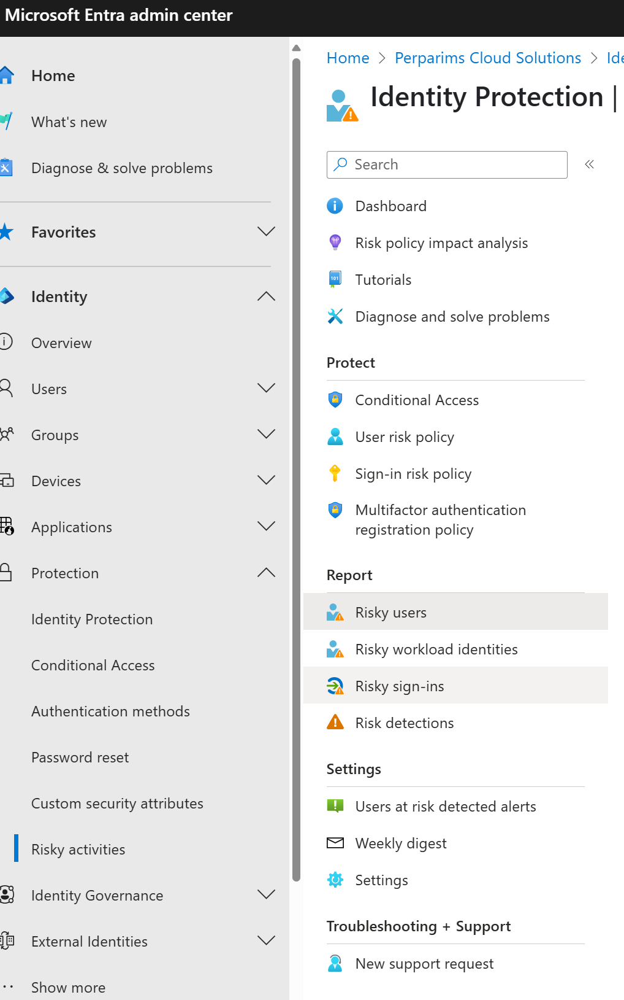 Microsoft Entra admin center
Home
What's new
Diagnose & solve problems
Favorites
Identity
Overview
Users
Groups
Devices
Applications
Protection
Identity Protection
Conditional Access
Authentication methods
Password reset
Custom security attributes
Risky activities
Identity Governance
External Identities
Show more
Home > Perparims Cloud Solutions > Ide
Identity Protection |
Search
Dashboard
Risk policy impact analysis
101
Tutorials
Diagnose and solve problems
Protect
Conditional Access
User risk policy
Sign-in risk policy
Multifactor authentication
registration policy
Report
Risky users
Risky workload identities
Risky sign-ins
Risk detections
Settings
Users at risk detected alerts
Weekly digest
Settings
Troubleshooting + Support
New support request